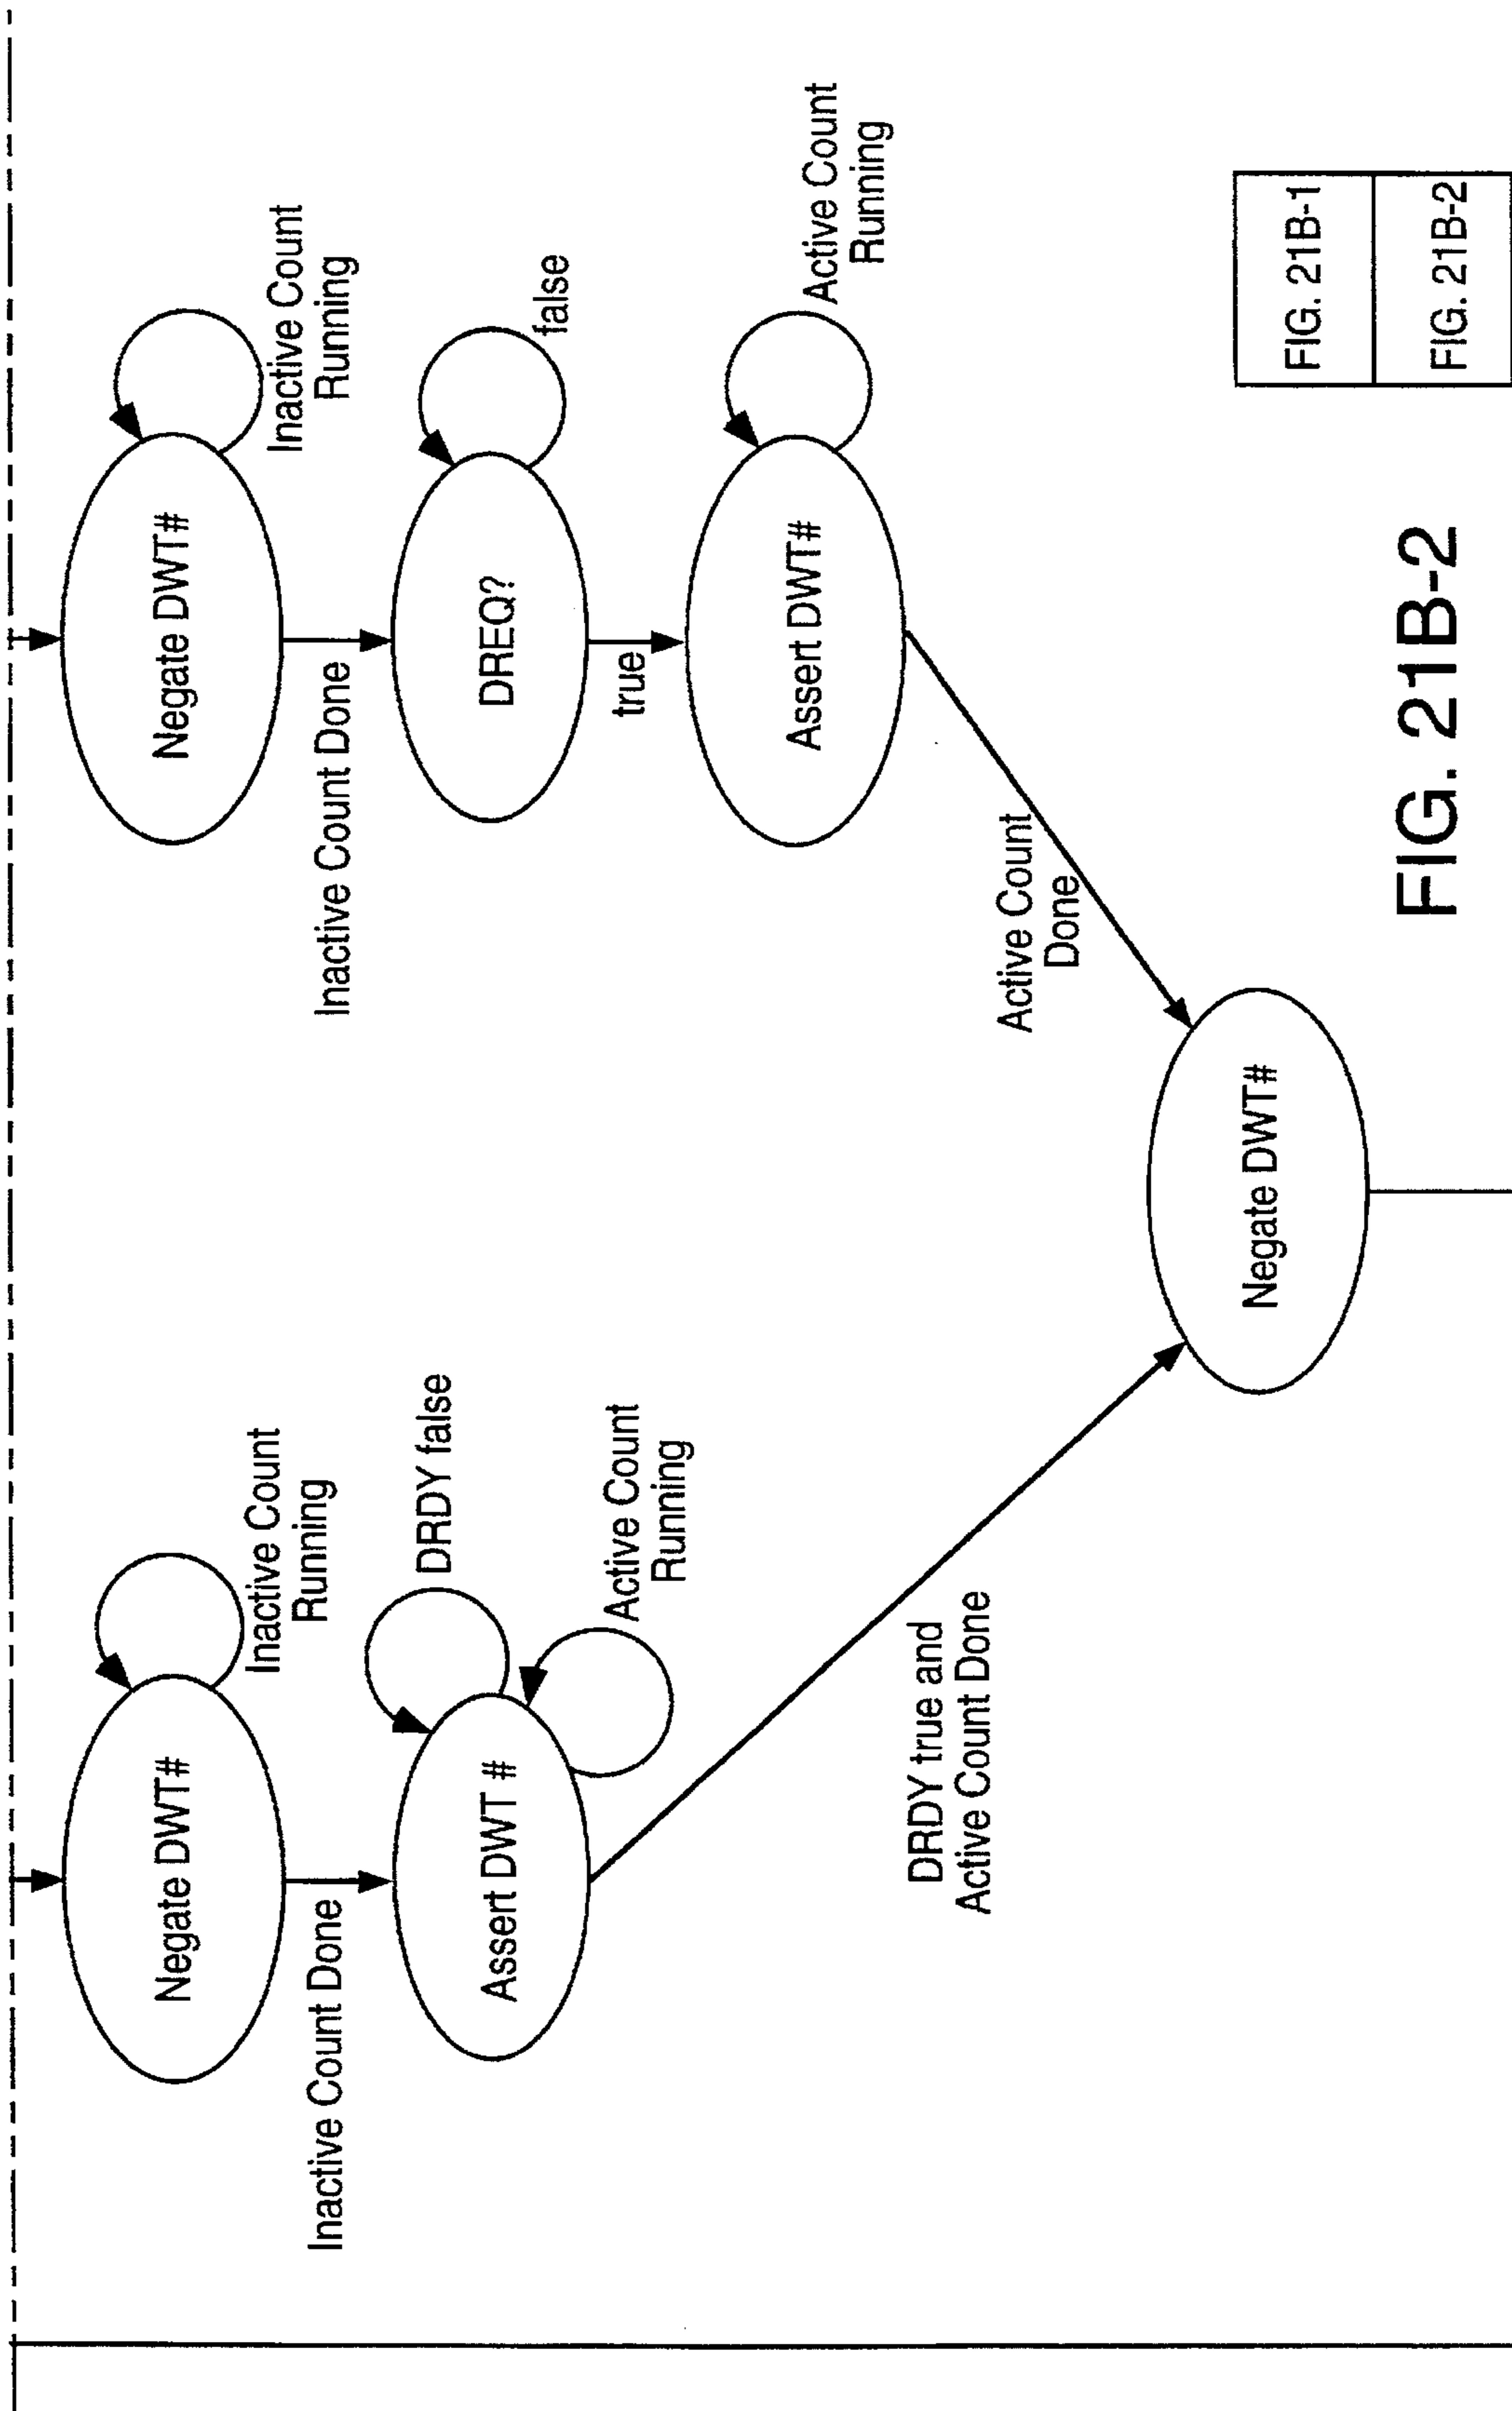 Negate DWT#
Inactive Count
Running
Inactive Count Done
Assert DWT #
DRDY false
Active Count
Running
DRDY true and
Active Count Done
Negate DWT#
Inactive Count
Running
Inactive Count Done
DREQ?
false
true
Assert DWT#
Active Count
Running
Active Count
Done
Negate DWT#
FIG. 21B-2
FIG. 21B-1
FIG. 21B-2